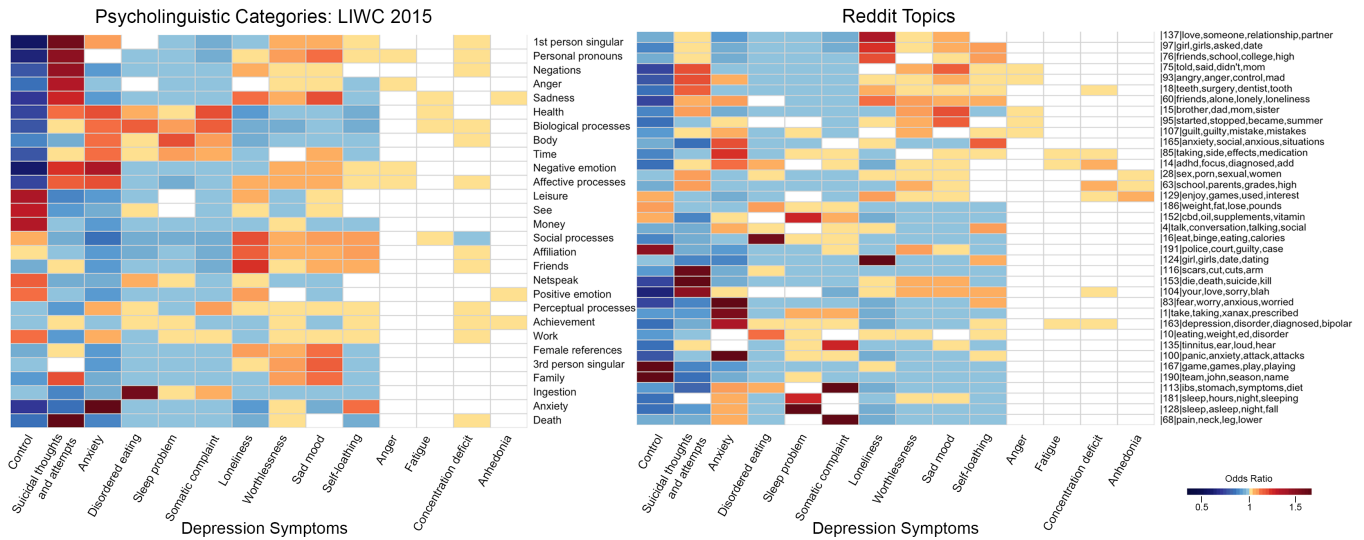 Psycholinguistic Categories: LIWC 2015
1st person singular
Personal pronouns
Negations
Anger
Sadness
Health
Biological processes
Body
Time
Negative emotion
Affective processes
Leisure
See
Money
Social processes
Affiliation
Friends
Netspeak
Positive emotion
Perceptual processes
Achievement
Work
Female references
3rd person singular
Family
Ingestion
Anxiety
Death
Control
Suicidal thoughts
and attempts
Anxiety
Disordered eating
Sleep problem
Somatic complaint
Loneliness
Worthlessness
Sad mood
Self-loathing
Anger
Fatigue
Concentration deficit
Anhedonia
Depression Symptoms
Reddit Topics
|137|love,someone,relationship,partner
|97|girl,girls,asked,date
|76|friends,school,college,high
|75|told,said,didn't,mom
|93|angry,anger,control,mad
|18|teeth,surgery,dentist,tooth
|60|friends,alone,lonely,loneliness
|15|brother,dad,mom,sister
|95|started,stopped,became,summer
|107|guilt,guilty,mistake,mistakes
|165|anxiety,social,anxious,situations
|85|taking,side,effects,medication
|14|adhd,focus,diagnosed,add
|28|sex,porn,sexual,women
|63|school,parents,grades,high
|129|enjoy,games,used,interest
|186|weight,fat,lose,pounds
|152|cbd,oil,supplements,vitamin
|4|talk,conversation,talking,social
|16|eat,binge,eating,calories
|191|police,court,guilty,case
|124|girl,girls,date,dating
|116|scars,cut,cuts,arm
|153|die,death,suicide,kill
|104|your,love,sorry,blah
|83|fear,worry,anxious,worried
|1|take,taking,xanax,prescribed
|163|depression,disorder,diagnosed,bipolar
|10|eating,weight,ed,disorder
|135|tinnitus,ear,loud,hear
|100|panic,anxiety,attack,attacks
|167|game,games,play,playing
|190|team,john,season,name
|113|ibs,stomach,symptoms,diet
|181|sleep,hours,night,sleeping
|128|sleep,asleep,night,fall
|68|pain,neck,leg,lower
Control
Suicidal thoughts
and attempts
Anxiety
Disordered eating
Sleep problem
Somatic complaint
Loneliness
Worthlessness
Sad mood
Self-loathing
Anger
Fatigue
Concentration deficit
Anhedonia
Depression Symptoms
Odds Ratio
0.5 1 1.5